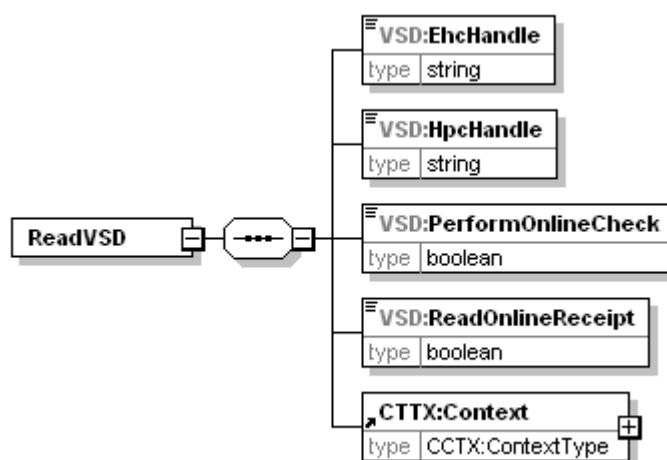 VSD:EhcHandle
type string
VSD:HpcHandle
type string
ReadVSD
VSD:PerformOnlineCheck
type boolean
VSD:ReadOnlineReceipt
type boolean
CTTX:Context
type CCTX:ContextType